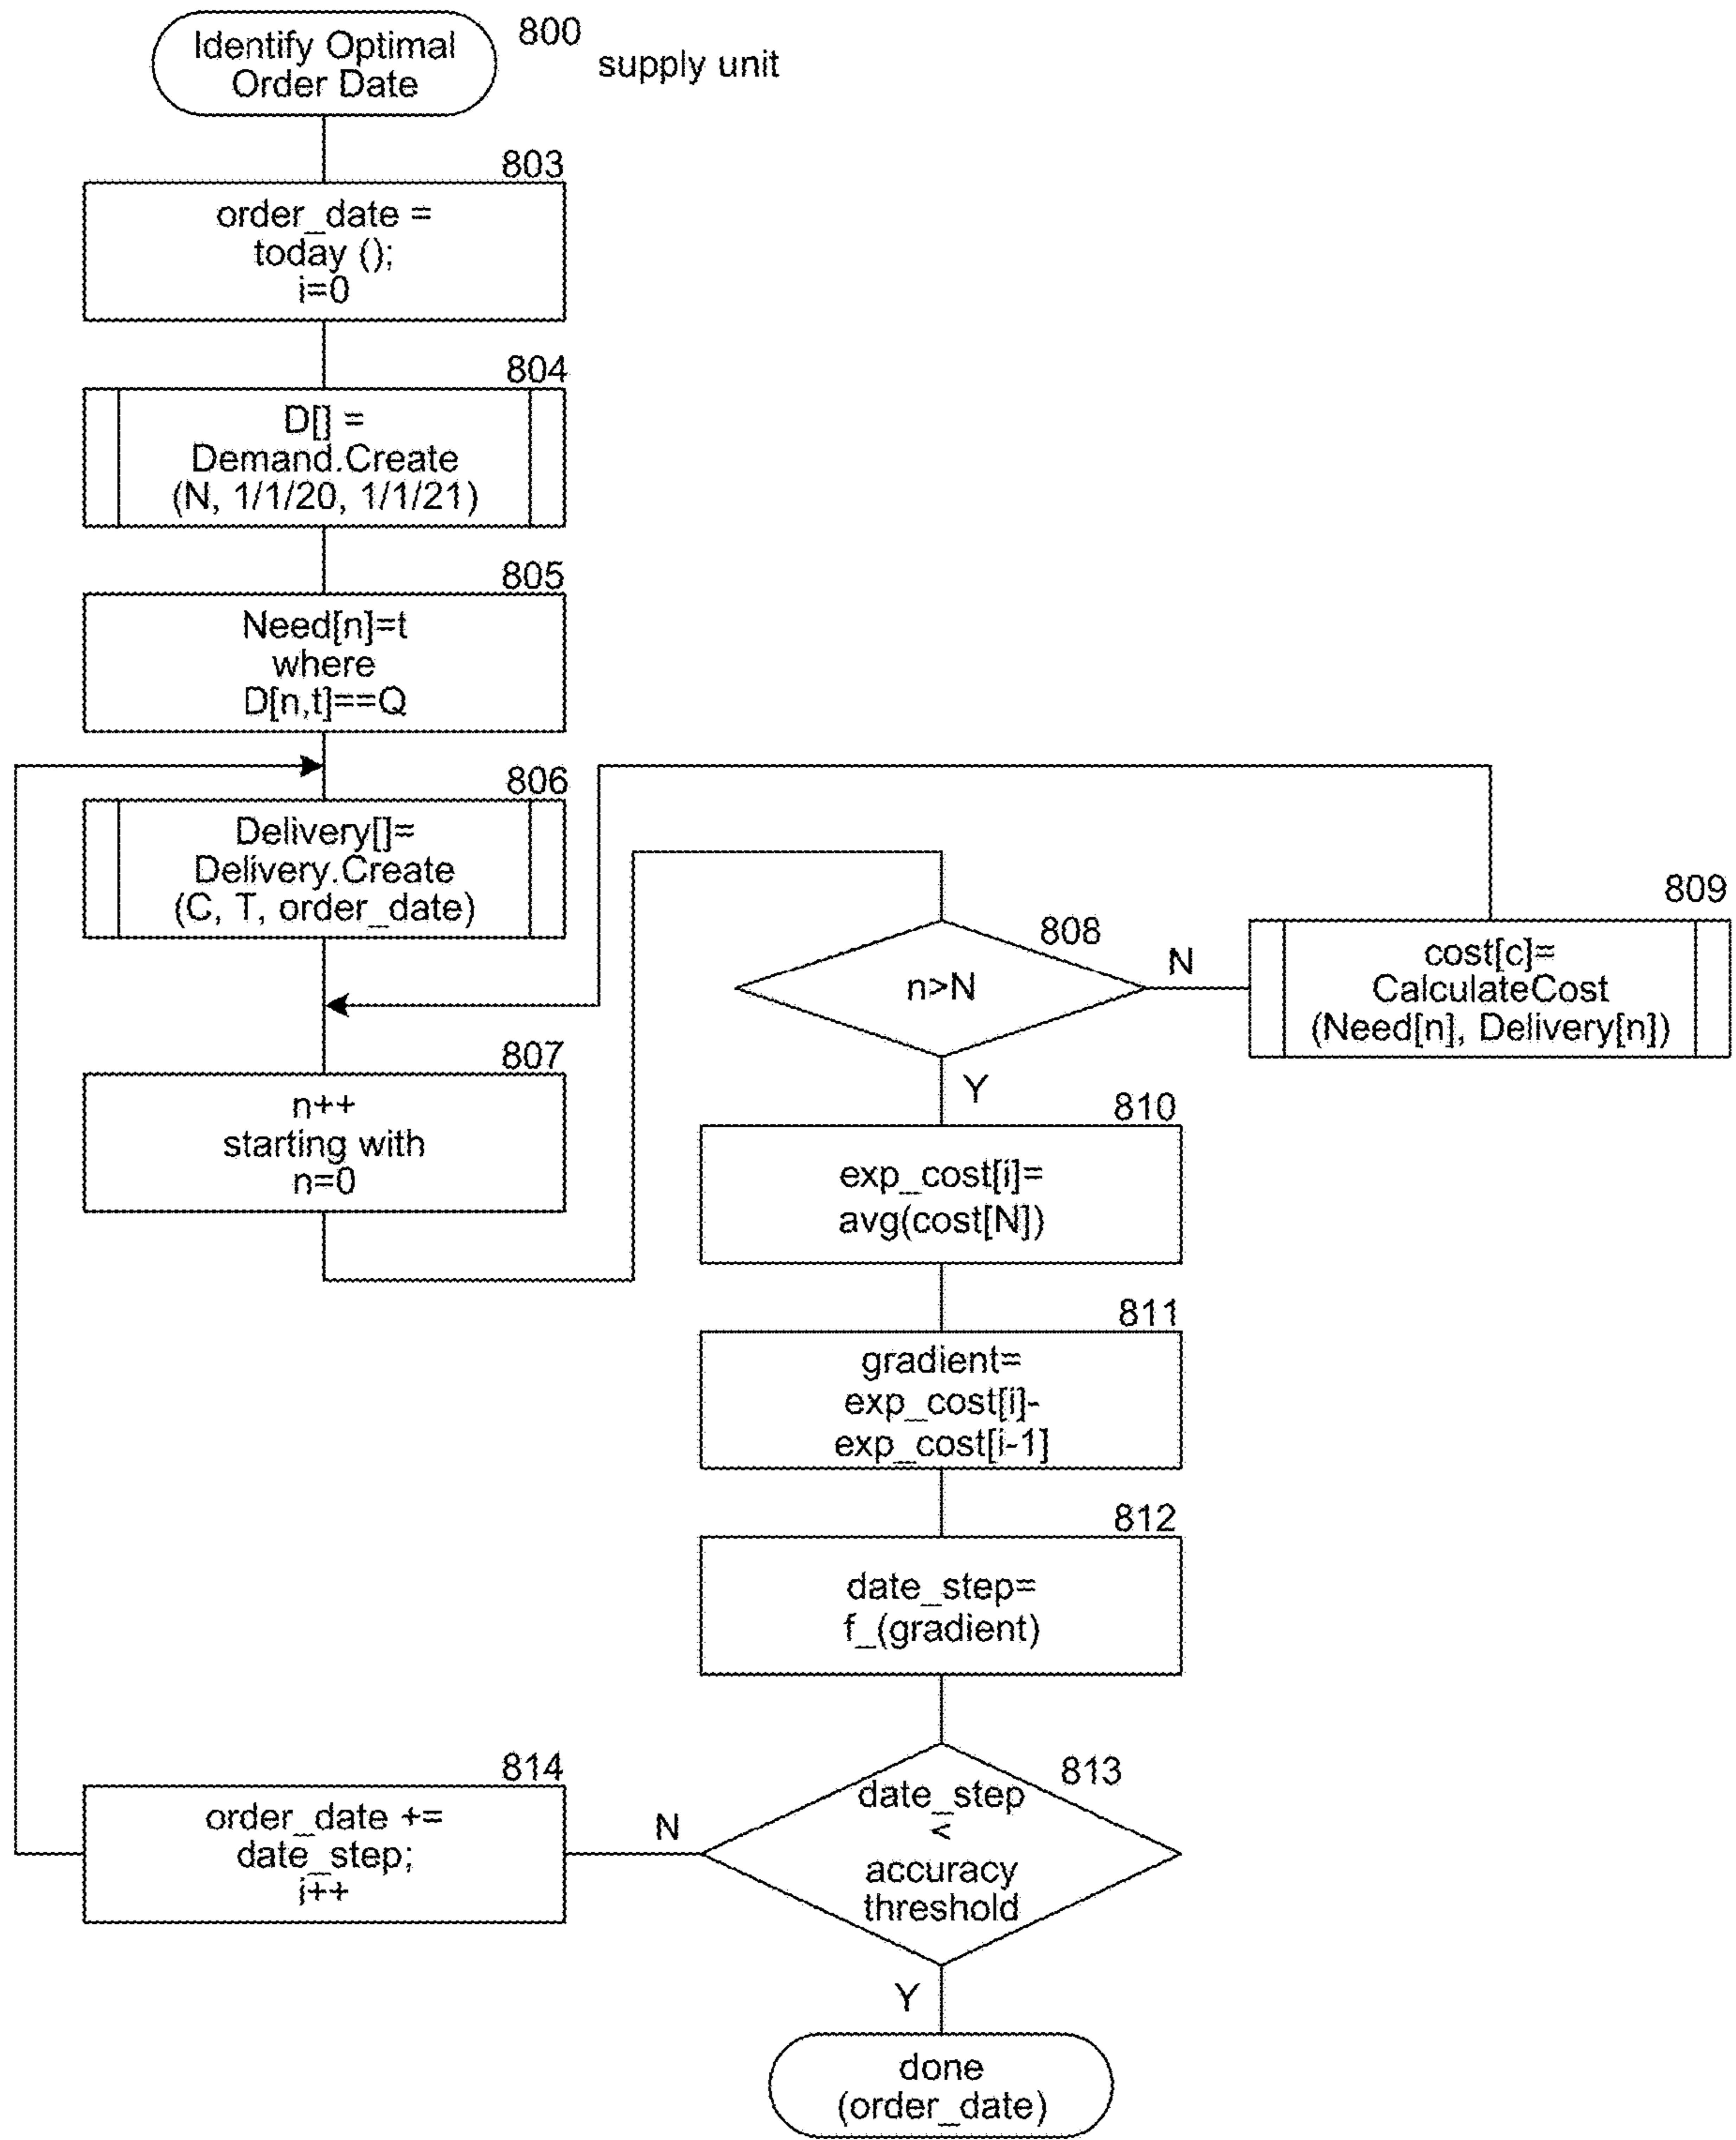 Identify Optimal
Order Date
800
supply unit
803
order_date =
today ();
i=0
804
D[] =
Demand.Create
(N, 1/1/20, 1/1/21)
805
Need[n]=t
where
D[n,t]==Q
806
Delivery[]=
Delivery.Create
(C, T, order_date)
807
n++
starting with
n=0
808
n>N
N
809
cost[c]=
CalculateCost
(Need[n], Delivery[n])
Y
810
exp_cost[i]=
avg(cost[N])
811
gradient=
exp_cost[i]-
exp_cost[i-1]
812
date_step=
f_(gradient)
813
date_step
<
accuracy
threshold
N
814
order_date +=
date_step;
i++
Y
done
(order_date)